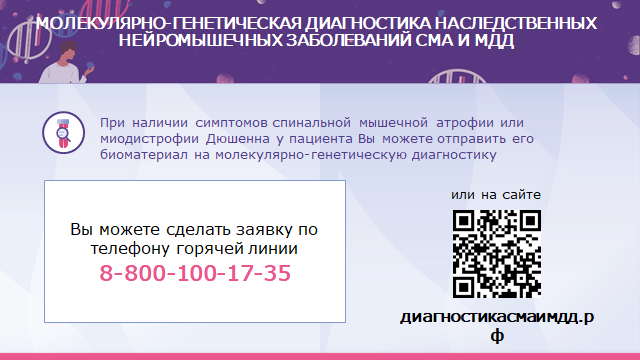 МОЛЕКУЛЯРНО-ГЕНЕТИЧЕСКАЯ ДИАГНОСТИКА НАСЛЕДСТВЕННЫХ
НЕЙРОМЫШЕЧНЫХ ЗАБОЛЕВАНИЙ СМА И МДД
При наличии симптомов спинальной мышечной атрофии или
миодистрофии Дюшенна у пациента Вы можете отправить его
биоматериал на молекулярно-генетическую диагностику
Вы можете сделать заявку по
телефону горячей линии
8-800-100-17-35
или на сайте
диагностикасмаимдд.р
ф